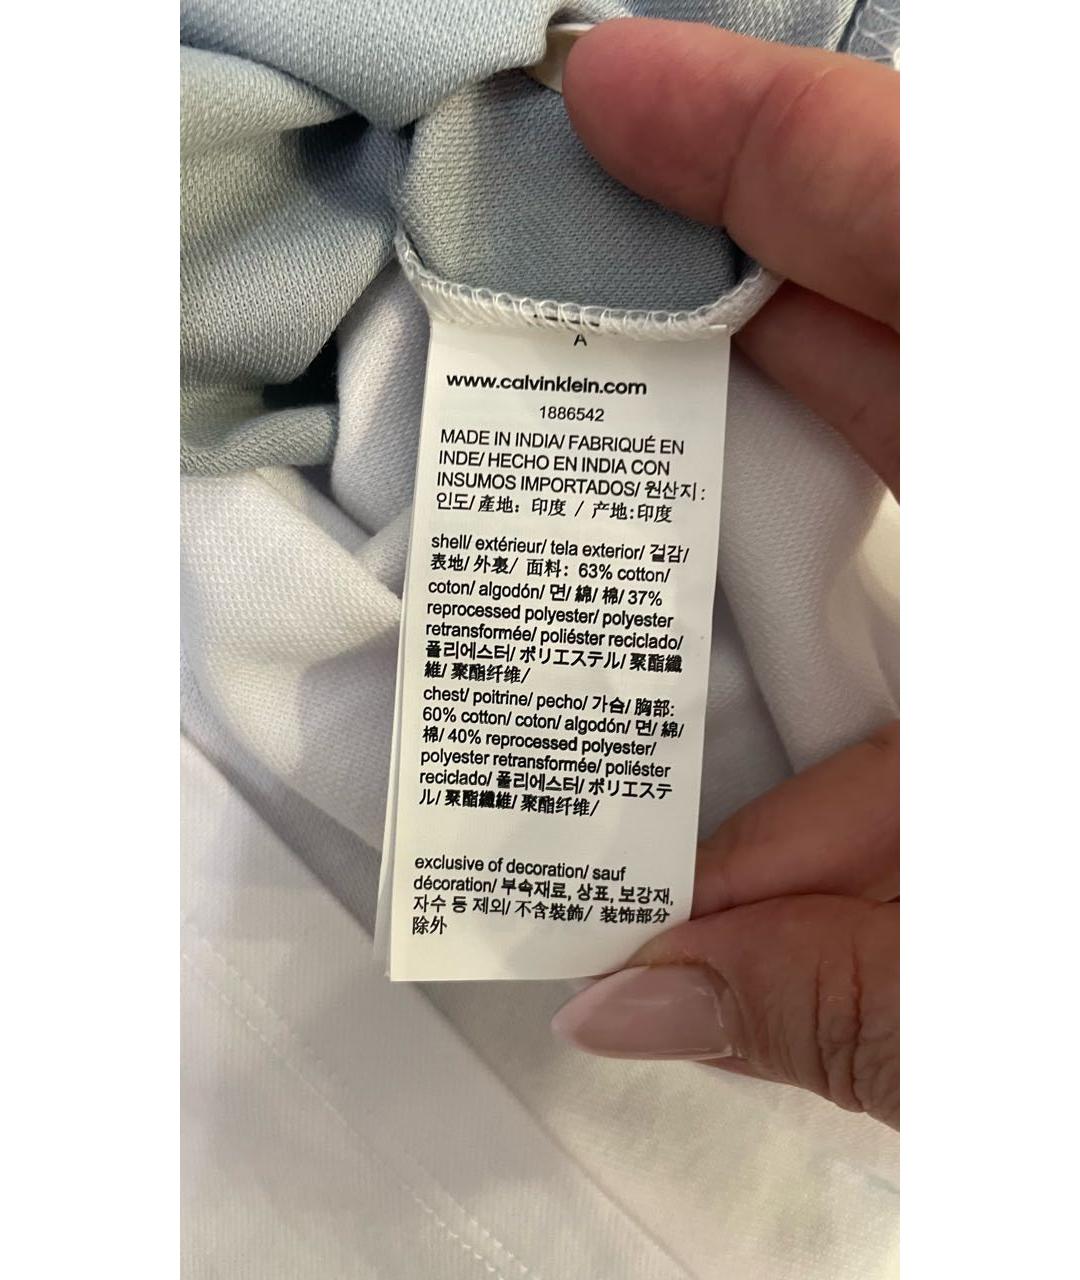 A
www.calvinklein.com
1886542
MADE IN INDIA/ FABRIQUÉ EN
INDE/ HECHO EN INDIA CON
INSUMOS IMPORTADOS/ 원산지:
인도/ 產地: 印度 / 产地:印度
shell/ extérieur/ tela exterior/ 겉감/
表地/ 外裏/ 面料: 63% cotton/
coton/ algodón/ 면/ 綿/ 棉/ 37%
reprocessed polyester/ polyester
retransformée/ poliéster reciclado/
폴리에스터/ ポリエステル/ 聚酯纖
維/ 聚酯纤维/
chest/ poitrine/ pecho/ 가슴/ 胸部:
60% cotton/ coton/ algodón/ 면/ 綿/
棉/ 40% reprocessed polyester/
polyester retransformée/ poliéster
reciclado/ 폴리에스터/ ポリエステ
ル/ 聚酯纖維/ 聚酯纤维/
exclusive of decoration/ sauf
décoration/ 부속재료, 상표, 보강재,
자수 등 제외/ 不含裝飾/ 装饰部分
除外